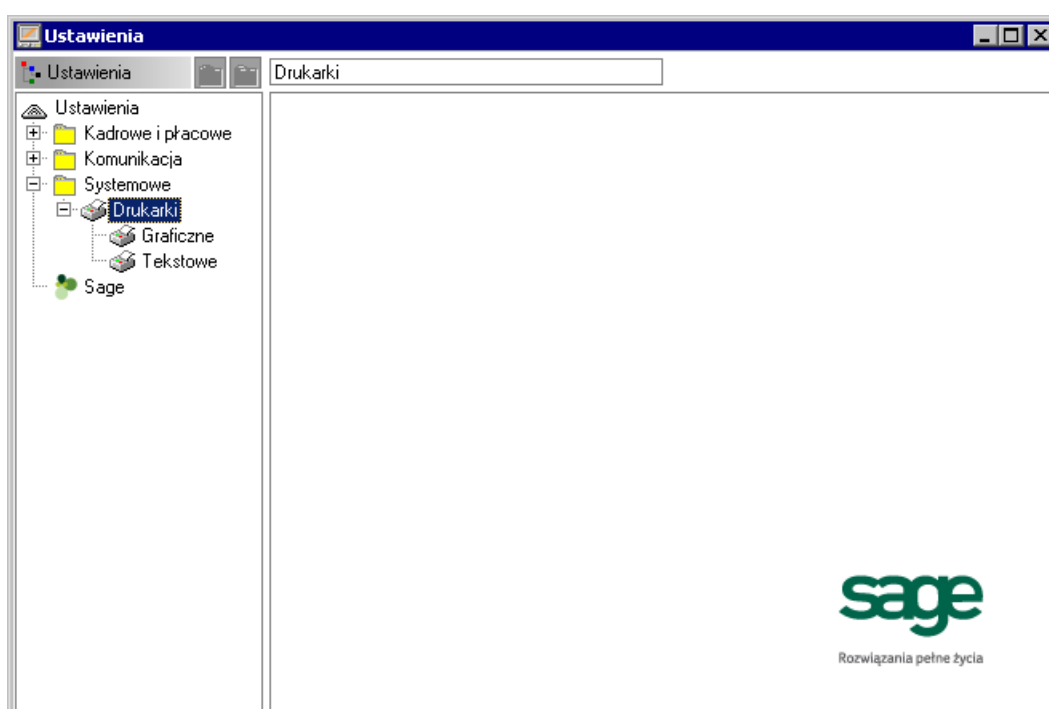 Ustawienia
Ustawienia
Drukarki
Ustawienia
Kadrowe i płacowe
Komunikacja
Systemowe
Drukarki
Graficzne
Tekstowe
Sage
sage
Rozwiązania pełne życia